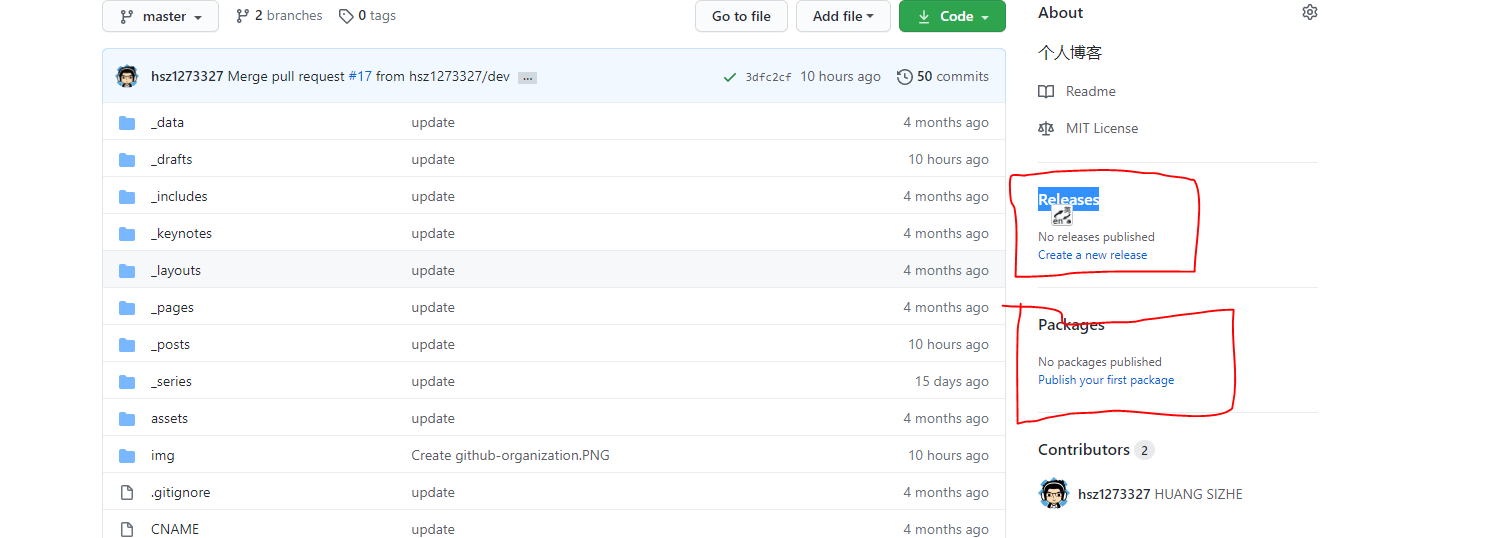 master 2 branches 0 tags Go to file Add file Code
hsz1273327 Merge pull request #17 from hsz1273327/dev ... 3dfc2cf 10 hours ago 50 commits
_data update 4 months ago
_drafts update 10 hours ago
_includes update 4 months ago
_keynotes update 4 months ago
_layouts update 4 months ago
_pages update 4 months ago
_posts update 10 hours ago
_series update 15 days ago
assets update 4 months ago
img Create github-organization.PNG 10 hours ago
.gitignore update 4 months ago
CNAME update 4 months ago
About
个人博客
Readme
MIT License
Releases
No releases published
Create a new release
Packages
No packages published
Publish your first package
Contributors 2
hsz1273327 HUANG SIZHE